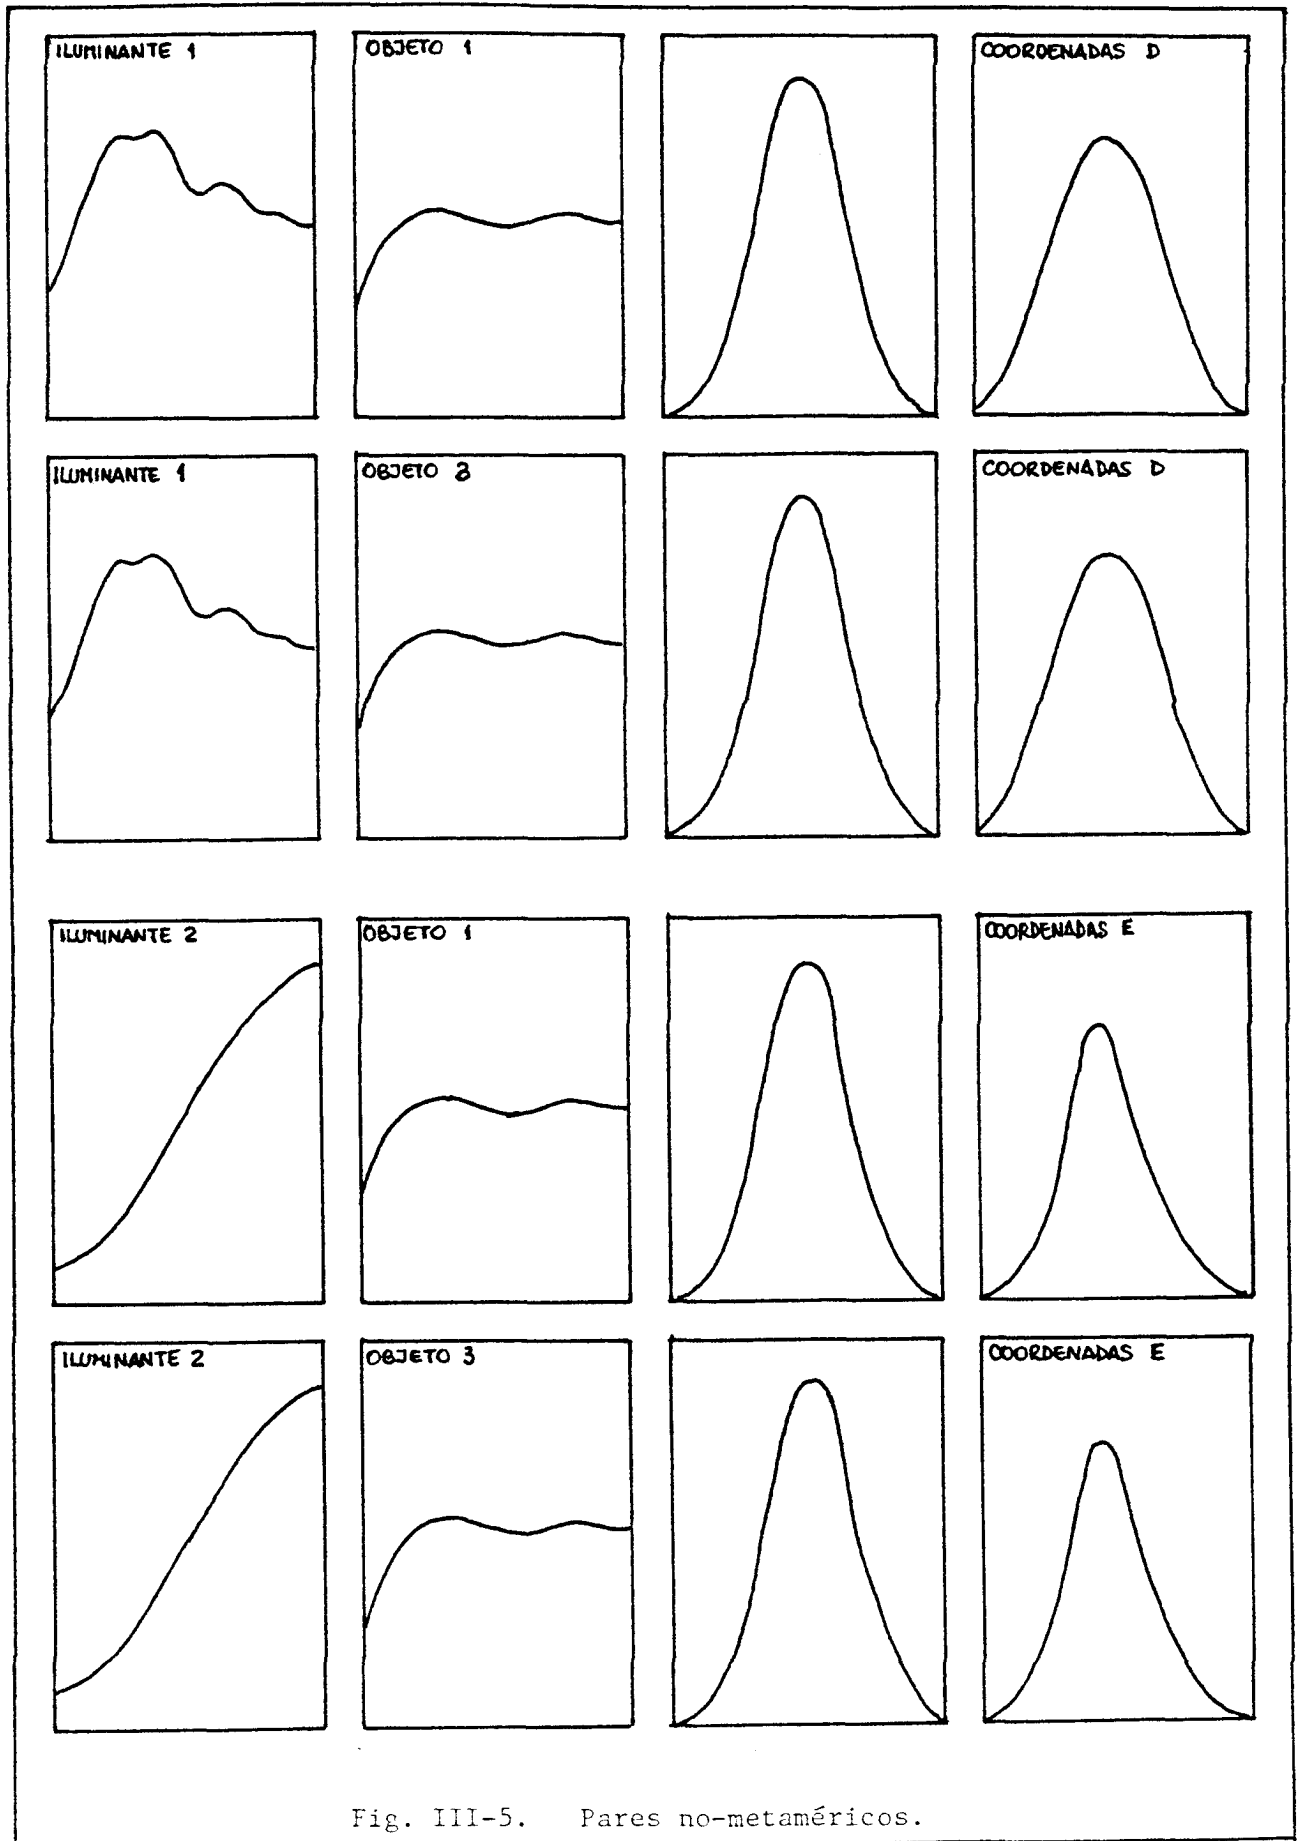 ILUMINANTE 1
OBJETO 1
COORDENADAS D
ILUMINANTE 1
OBJETO 3
COORDENADAS D
ILUMINANTE 2
OBJETO 1
COORDENADAS E
ILUMINANTE 2
OBJETO 3
COORDENADAS E
Fig. III-5. Pares no-metaméricos.